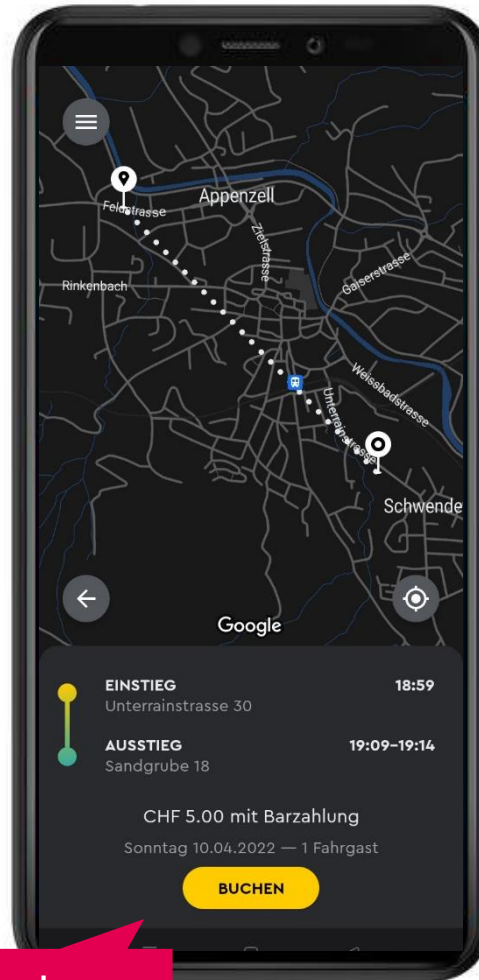 Appenzell
Feldstrasse
Zielstrasse
Rinkenbach
Gaiserstrasse
Weissbadstrasse
Unterrainstrasse
Schwende
Google
EINSTIEG 18:59
Unterrainstrasse 30
AUSSTIEG 19:09–19:14
Sandgrube 18
CHF 5.00 mit Barzahlung
Sonntag 10.04.2022 — 1 Fahrgast
BUCHEN